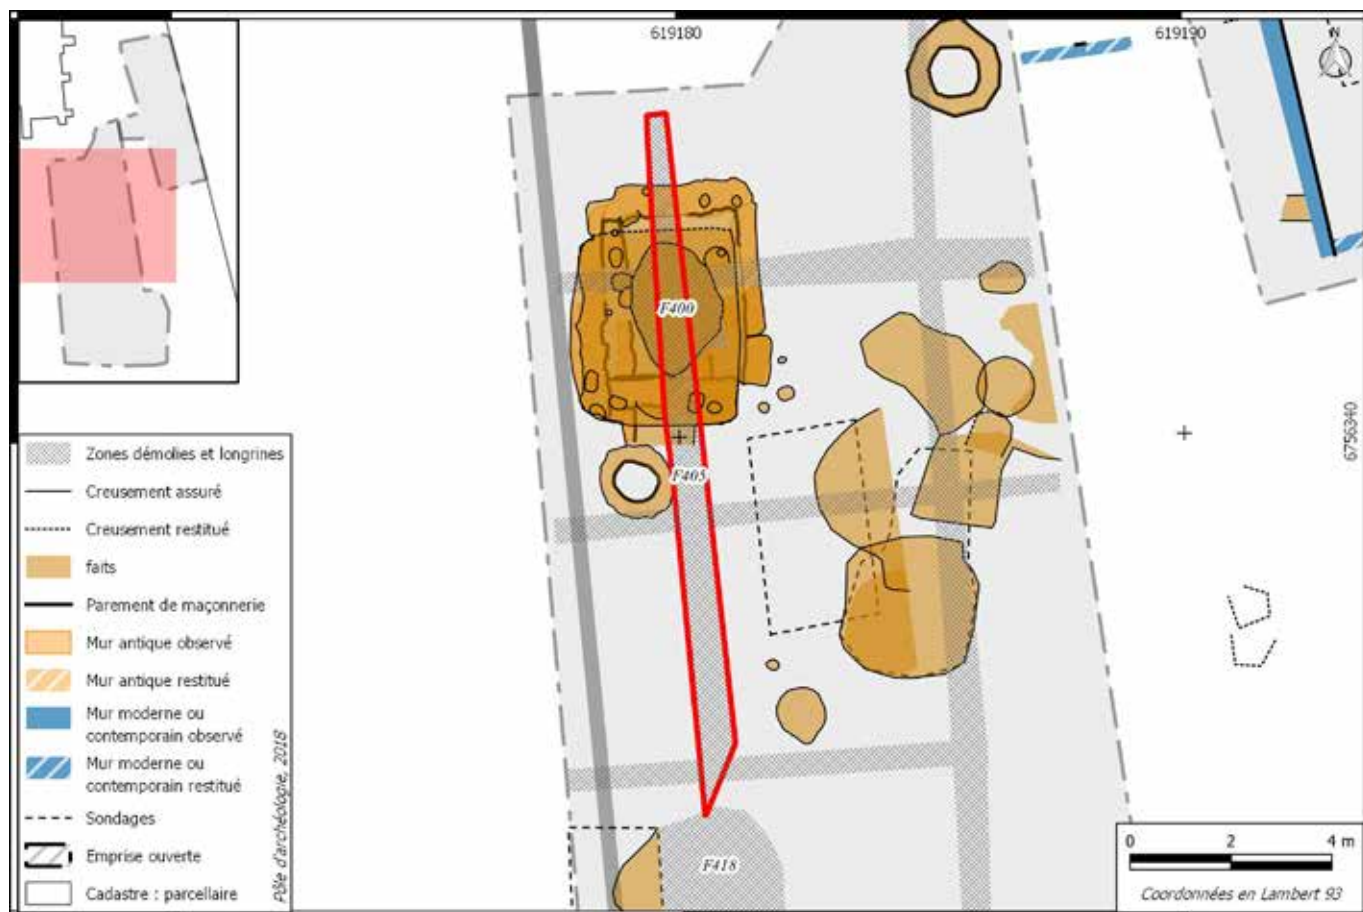 619180
619190
N
6756340
F400
F405
F418
Zones démolies et longrines
Creusement assuré
Creusement restitué
faits
Parement de maçonnerie
Mur antique observé
Mur antique restitué
Mur moderne ou
contemporain observé
Mur moderne ou
contemporain restitué
Sondages
Emprise ouverte
Cadastre : parcellaire
Pôle d'archéologie, 2018
0 2 4 m
Coordonnées en Lambert 93